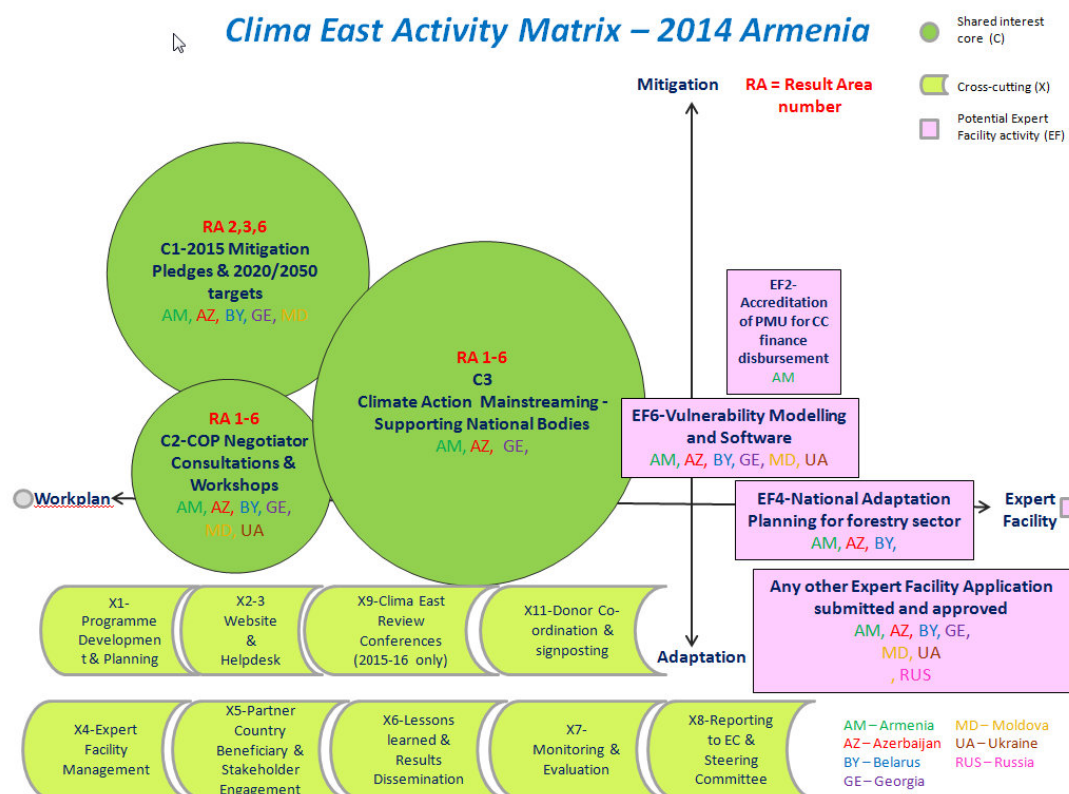 Clima East Activity Matrix – 2014 Armenia
Shared interest
core (C)
Cross-cutting (X)
Potential Expert
Facility activity (EF)
Mitigation
RA = Result Area
number
RA 2,3,6
C1-2015 Mitigation
Pledges & 2020/2050
targets
AM, AZ, BY, GE, MD
RA 1-6
C3
Climate Action Mainstreaming -
Supporting National Bodies
AM, AZ, GE,
EF2-
Accreditation
of PMU for CC
finance
disbursement
AM
RA 1-6
C2-COP Negotiator
Consultations &
Workshops
AM, AZ, BY, GE,
MD, UA
EF6-Vulnerability Modelling
and Software
AM, AZ, BY, GE, MD, UA
Workplan
EF4-National Adaptation
Planning for forestry sector
AM, AZ, BY,
Expert
Facility
X1-
Programme
Developmen
t & Planning
X2-3
Website
&
Helpdesk
X9-Clima East
Review
Conferences
(2015-16 only)
X11-Donor Co-
ordination &
signposting
Adaptation
Any other Expert Facility Application
submitted and approved
AM, AZ, BY, GE,
MD, UA
, RUS
X4-Expert
Facility
Management
X5-Partner
Country
Beneficiary &
Stakeholder
Engagement
X6-Lessons
learned &
Results
Dissemination
X7-
Monitoring &
Evaluation
X8-Reporting
to EC &
Steering
Committee
AM – Armenia
AZ – Azerbaijan
BY – Belarus
GE – Georgia
MD – Moldova
UA – Ukraine
RUS – Russia